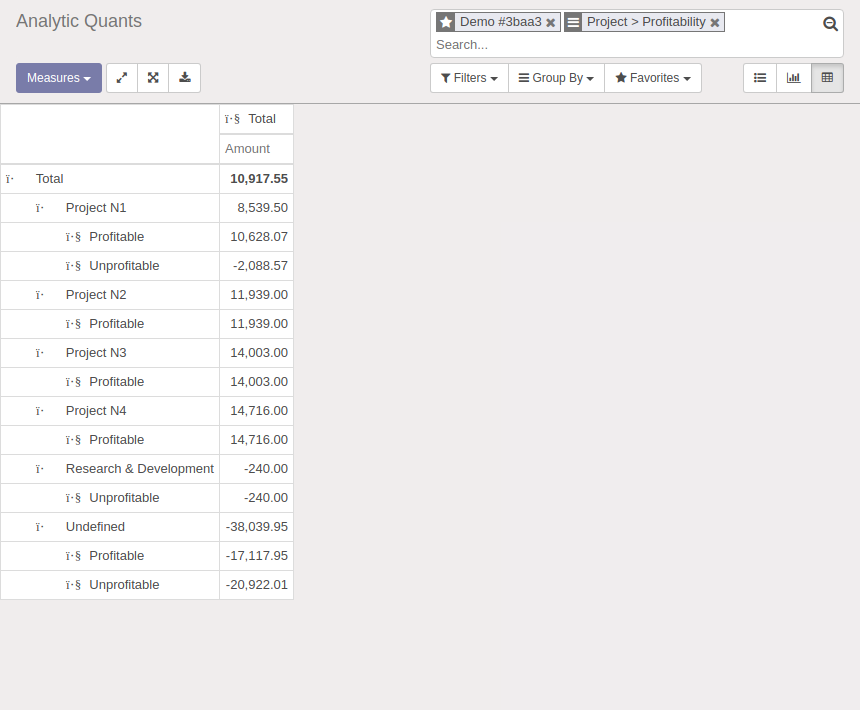 Analytic Quants
Demo #3baa3
Project > Profitability
Search...
Measures
Filters
Group By
Favorites
ï·§ Total
Amount
ï· Total 10,917.55
ï· Project N1 8,539.50
ï·§ Profitable 10,628.07
ï·§ Unprofitable -2,088.57
ï· Project N2 11,939.00
ï·§ Profitable 11,939.00
ï· Project N3 14,003.00
ï·§ Profitable 14,003.00
ï· Project N4 14,716.00
ï·§ Profitable 14,716.00
ï· Research & Development -240.00
ï·§ Unprofitable -240.00
ï· Undefined -38,039.95
ï·§ Profitable -17,117.95
ï·§ Unprofitable -20,922.01